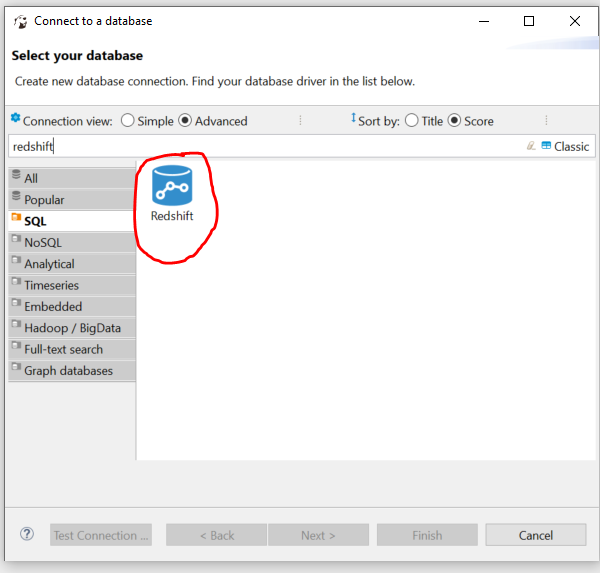 Connect to a database
Select your database
Create new database connection. Find your database driver in the list below.
Connection view: Simple Advanced Sort by: Title Score
redshift Classic
All
Popular
SQL
NoSQL
Analytical
Timeseries
Embedded
Hadoop / BigData
Full-text search
Graph databases
Redshift
? Test Connection ... < Back Next > Finish Cancel